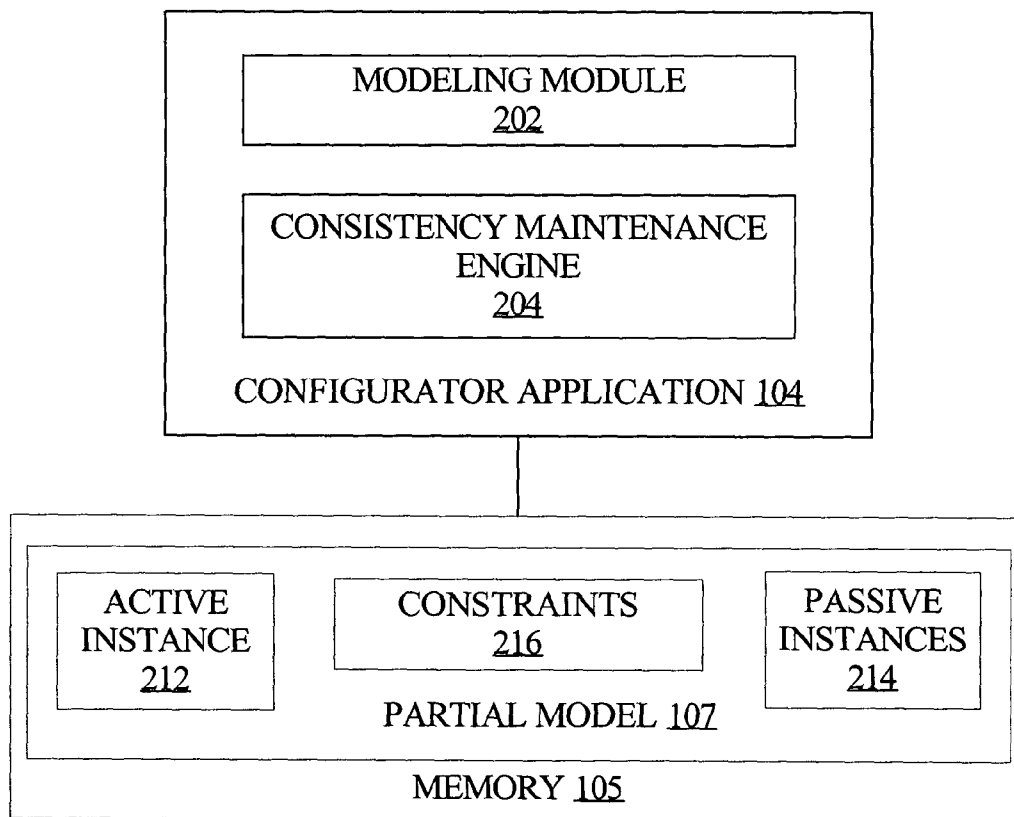 MODELING MODULE
202
CONSISTENCY MAINTENANCE
ENGINE
204
CONFIGURATOR APPLICATION 104
ACTIVE
INSTANCE
212
CONSTRAINTS
216
PASSIVE
INSTANCES
214
PARTIAL MODEL 107
MEMORY 105